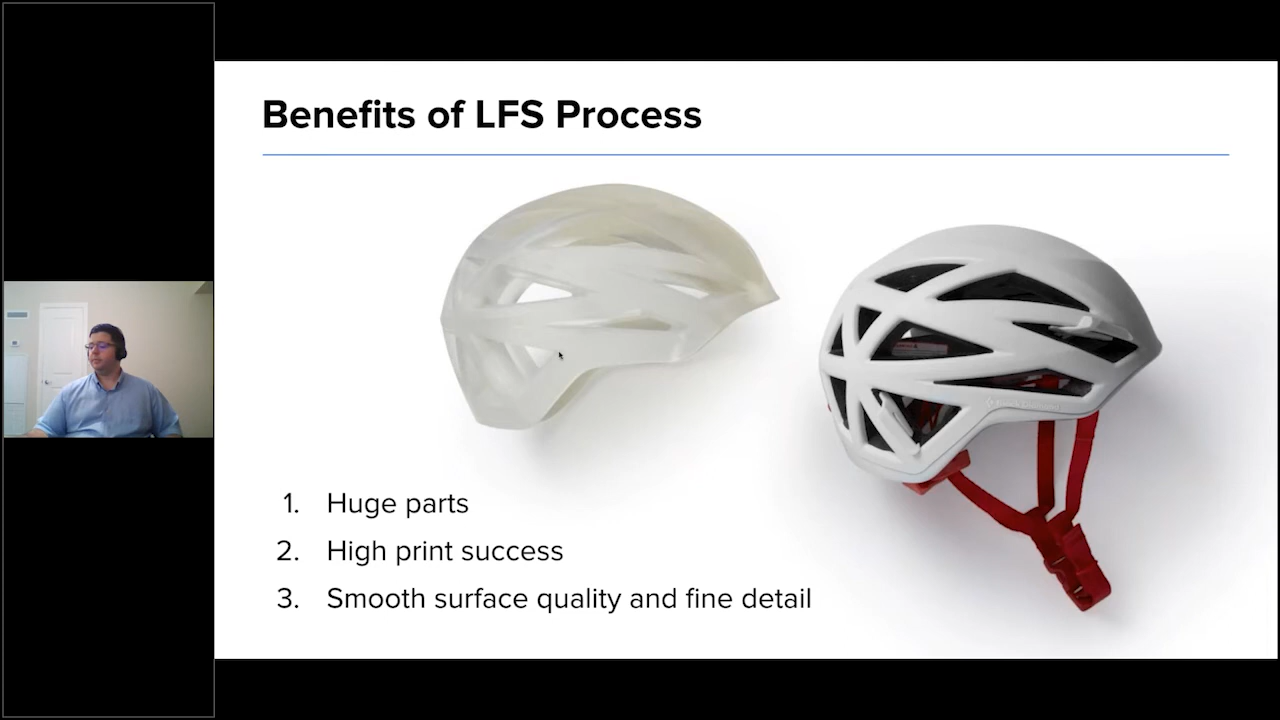 Benefits of LFS Process
1. Huge parts
2. High print success
3. Smooth surface quality and fine detail